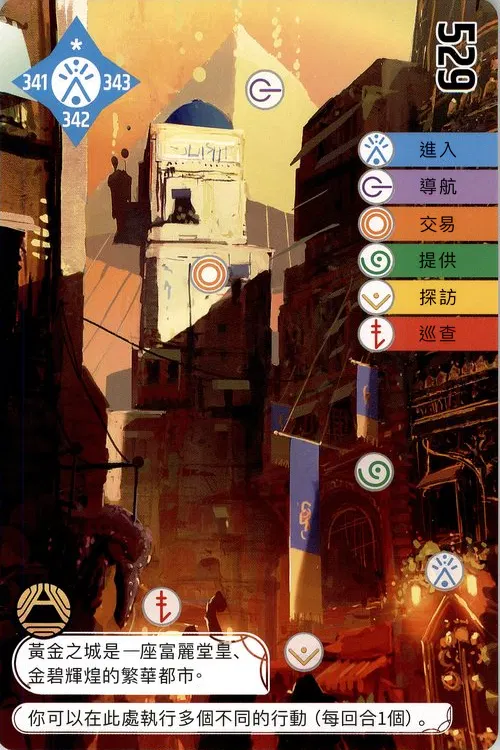 *
341
343
342
529
進入
導航
交易
提供
探訪
巡查
黃金之城是一座富麗堂皇、
金碧輝煌的繁華都市。
你可以在此處執行多個不同的行動（每回合1個）。